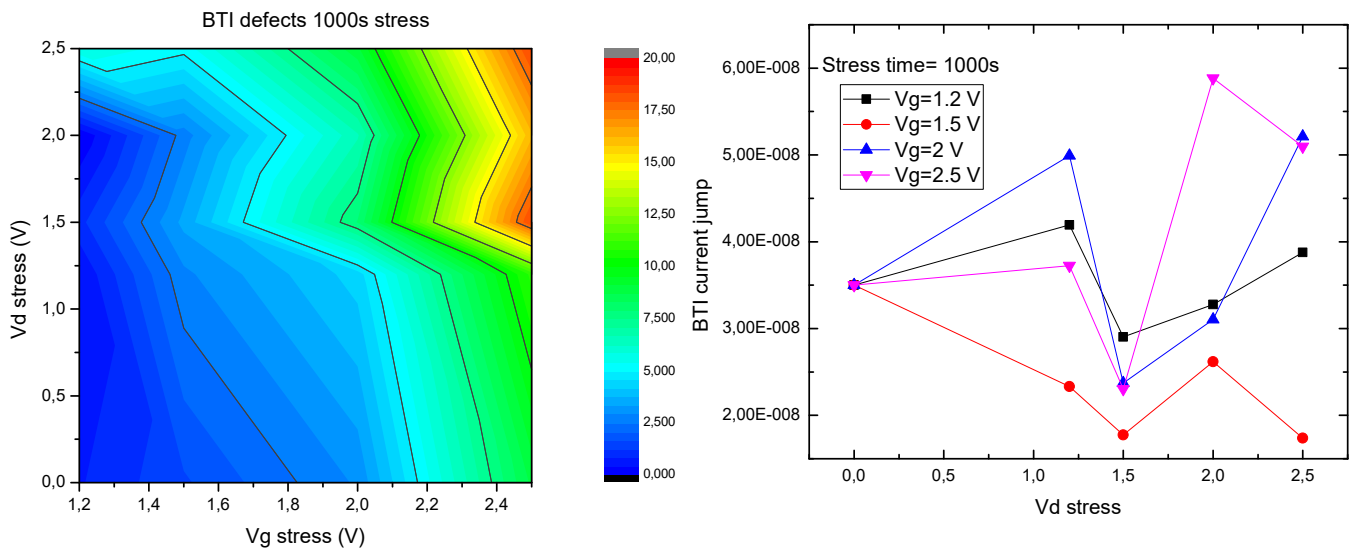 BTI defects 1000s stress
2,5
2,0
1,5
1,0
0,5
0,0
Vd stress (V)
1,2
1,4
1,6
1,8
2,0
2,2
2,4
Vg stress (V)
20,00
17,50
15,00
12,50
10,00
7,500
5,000
2,500
0,000
6,00E-008
5,00E-008
4,00E-008
3,00E-008
2,00E-008
BTI current jump
Stress time= 1000s
Vg=1.2 V
Vg=1.5 V
Vg=2 V
Vg=2.5 V
0,0
0,5
1,0
1,5
2,0
2,5
Vd stress